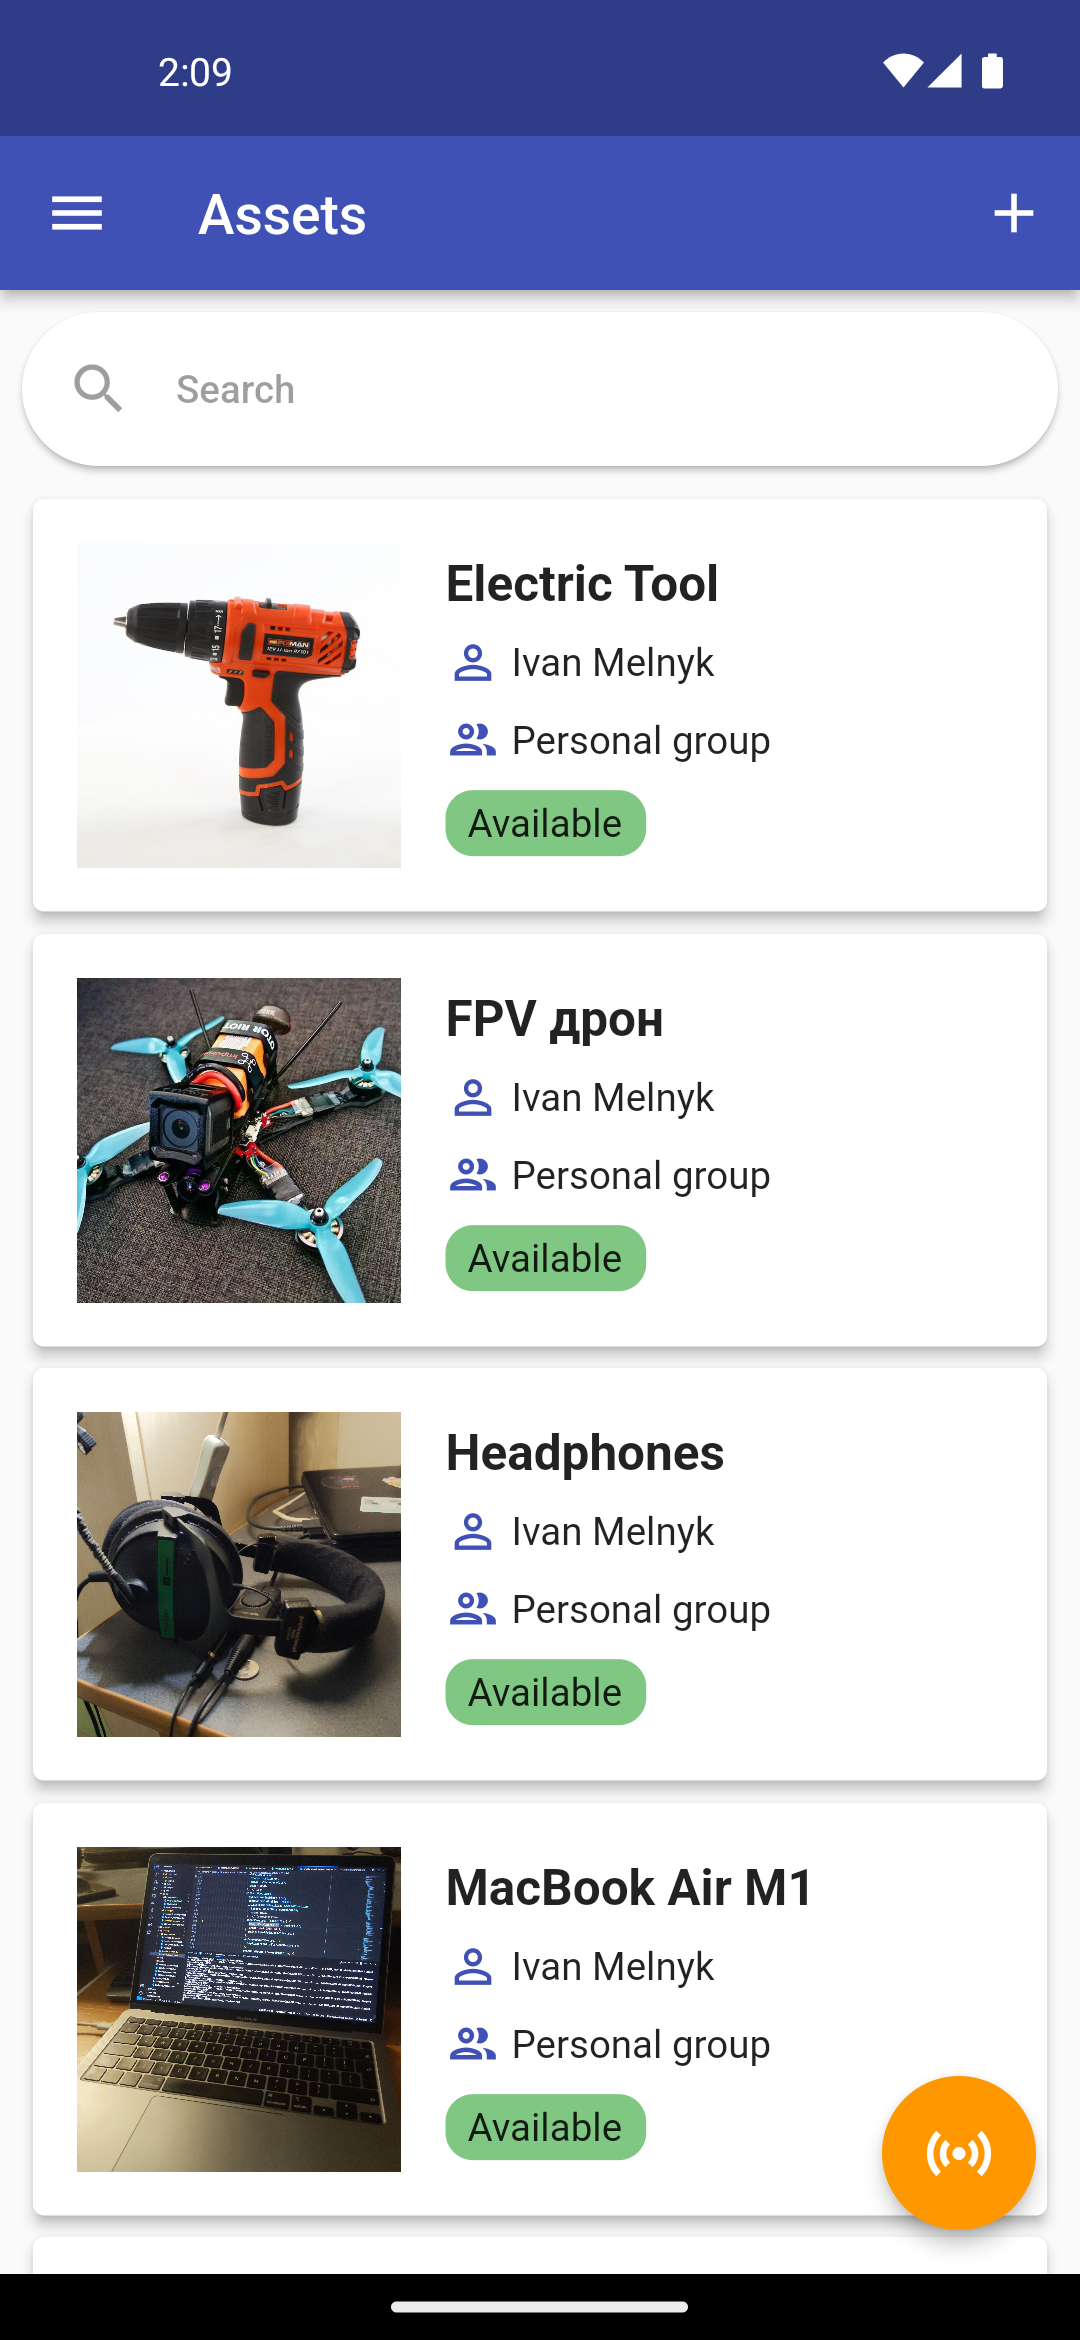 2:09
Assets
Search
Electric Tool
Ivan Melnyk
Personal group
Available
FPV дрон
Ivan Melnyk
Personal group
Available
Headphones
Ivan Melnyk
Personal group
Available
MacBook Air M1
Ivan Melnyk
Personal group
Available